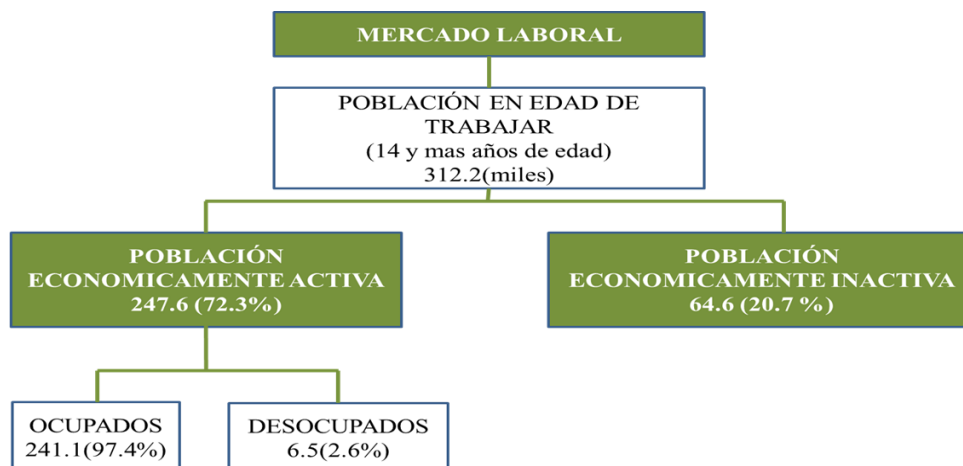 MERCADO LABORAL
POBLACIÓN EN EDAD DE
TRABAJAR
(14 y mas años de edad)
312.2(miles)
POBLACIÓN
ECONOMICAMENTE ACTIVA
247.6 (72.3%)
POBLACIÓN
ECONOMICAMENTE INACTIVA
64.6 (20.7 %)
OCUPADOS
241.1(97.4%)
DESOCUPADOS
6.5(2.6%)